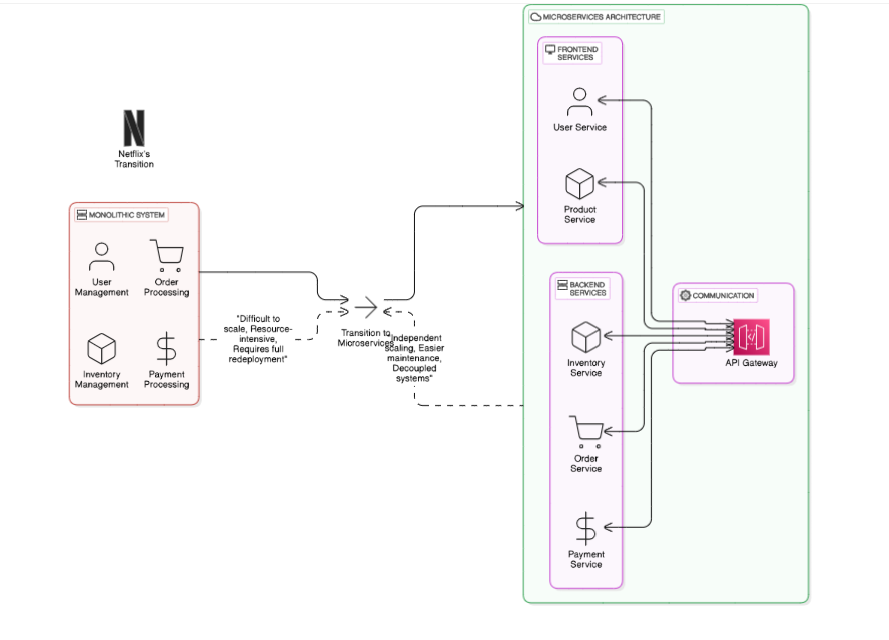 MICROSERVICES ARCHITECTURE
FRONTEND
SERVICES
User Service
Product
Service
Netflix's
Transition
MONOLITHIC SYSTEM
User
Management
Order
Processing
Inventory
Management
Payment
Processing
"Difficult to
scale, Resource-
intensive,
Requires full
redeployment"
Transition to
Microservices
"Independent
scaling, Easier
maintenance,
Decoupled
systems"
BACKEND
SERVICES
Inventory
Service
Order
Service
Payment
Service
COMMUNICATION
API Gateway